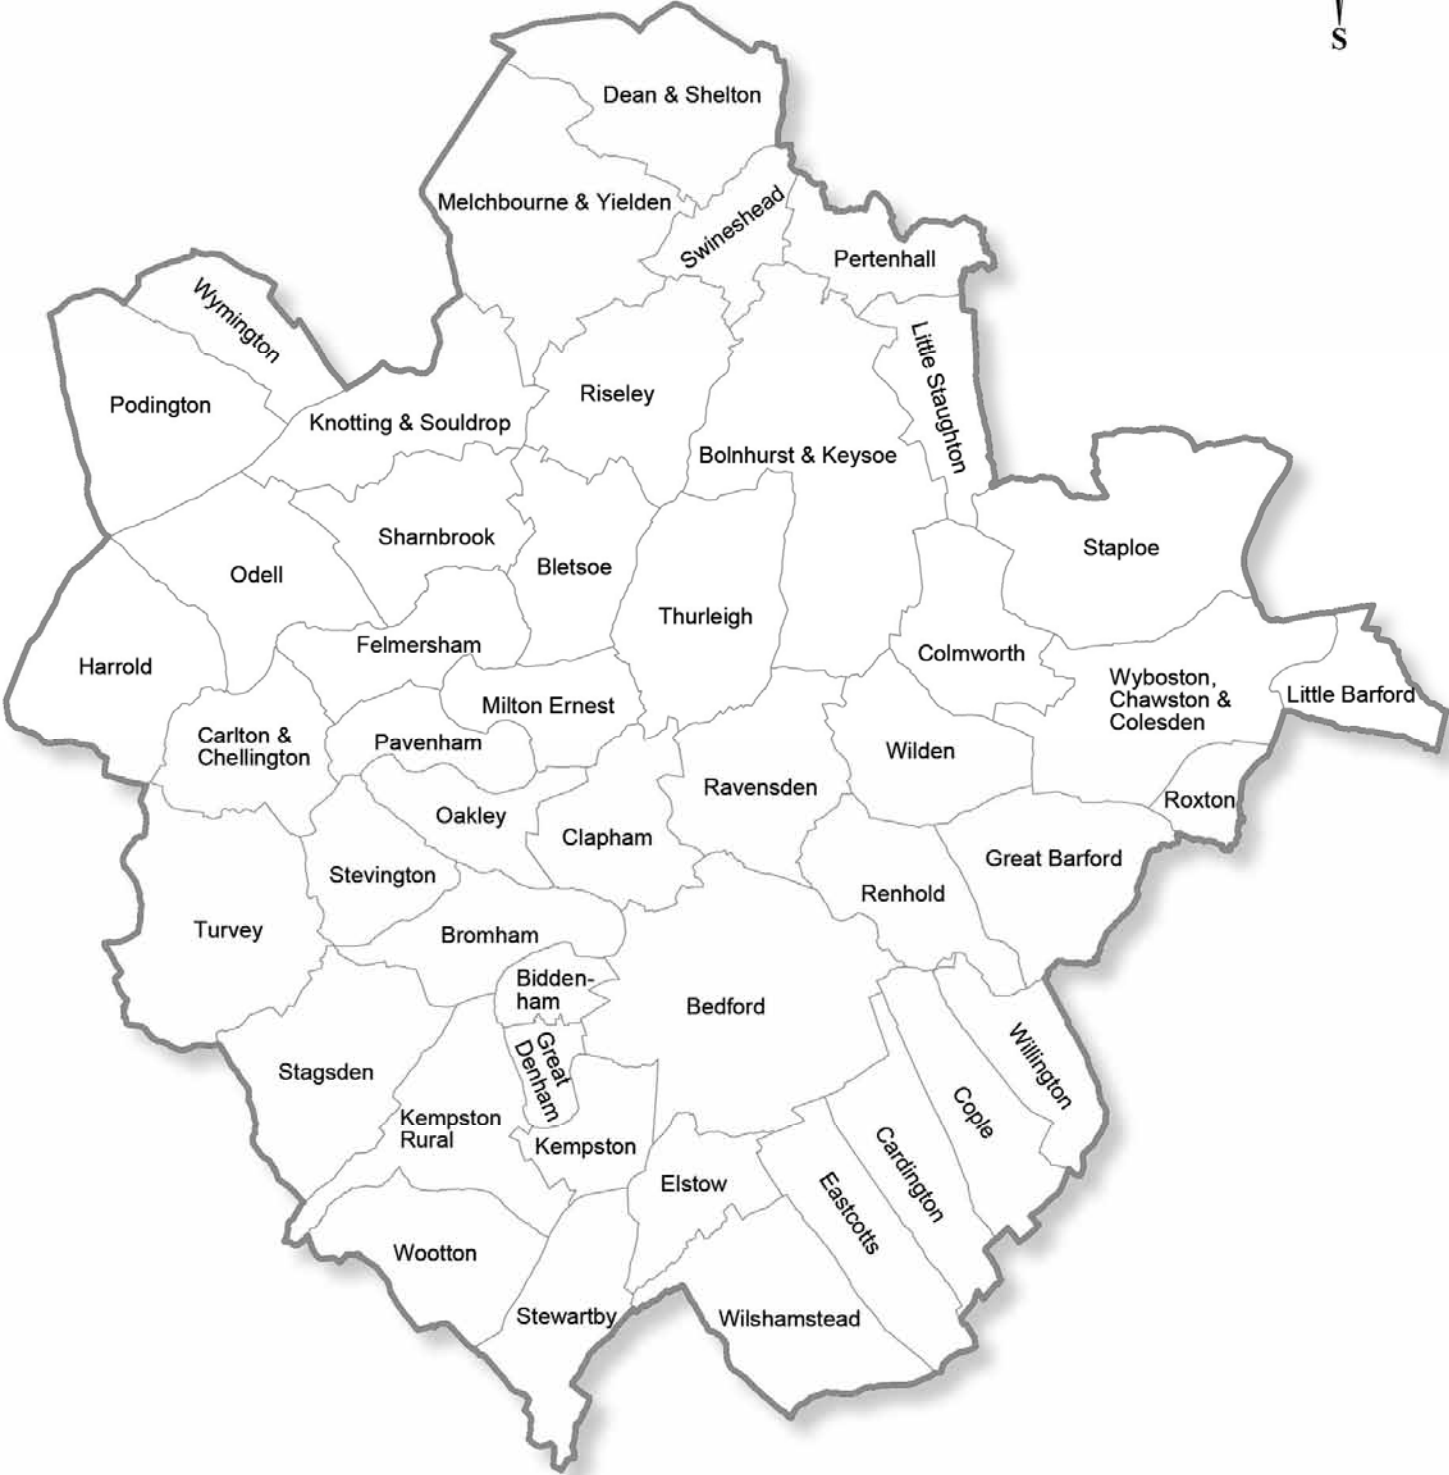 S
Dean & Shelton
Melchbourne & Yielden
Swineshead
Pertenhall
Wymington
Little Staughton
Podington
Riseley
Knotting & Souldrop
Bolnhurst & Keysoe
Sharnbrook
Staploe
Bletsoe
Odell
Thurleigh
Felmersham
Colmworth
Harrold
Wyboston,
Chawston &
Colesden
Little Barford
Milton Ernest
Carlton &
Chellington
Pavenham
Wilden
Ravensden
Roxton
Oakley
Clapham
Great Barford
Stevington
Renhold
Turvey
Bromham
Bidden-
ham
Bedford
Great
Denham
Willington
Stagsden
Cople
Kempston
Rural
Kempston
Cardington
Elstow
Eastcotts
Wootton
Stewartby
Wilshamstead